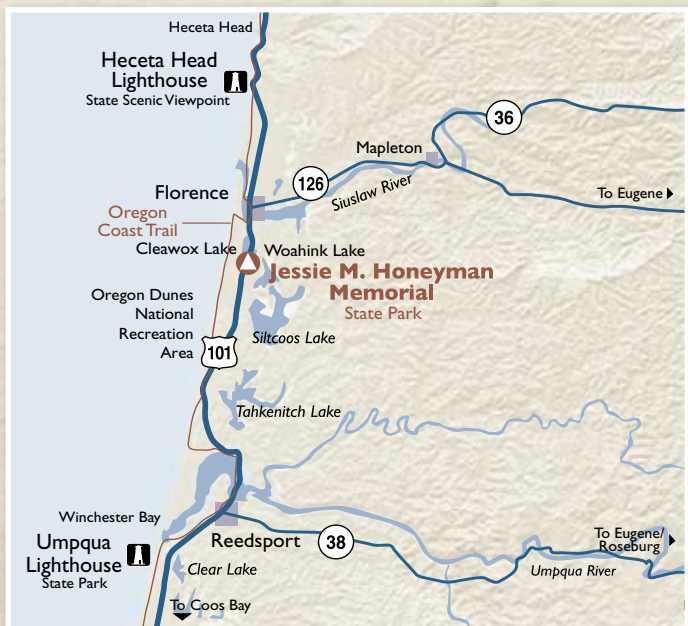 Heceta Head
Heceta Head
Lighthouse
State Scenic Viewpoint
36
Mapleton
126
Siuslaw River
To Eugene
Florence
Oregon
Coast Trail
Cleawox Lake
Woahink Lake
Jessie M. Honeyman
Memorial
State Park
Oregon Dunes
National
Recreation
Area
101
Siltcoos Lake
Tahkenitch Lake
Winchester Bay
Umpqua
Lighthouse
State Park
Reedsport
38
To Eugene/
Roseburg
Umpqua River
Clear Lake
To Coos Bay